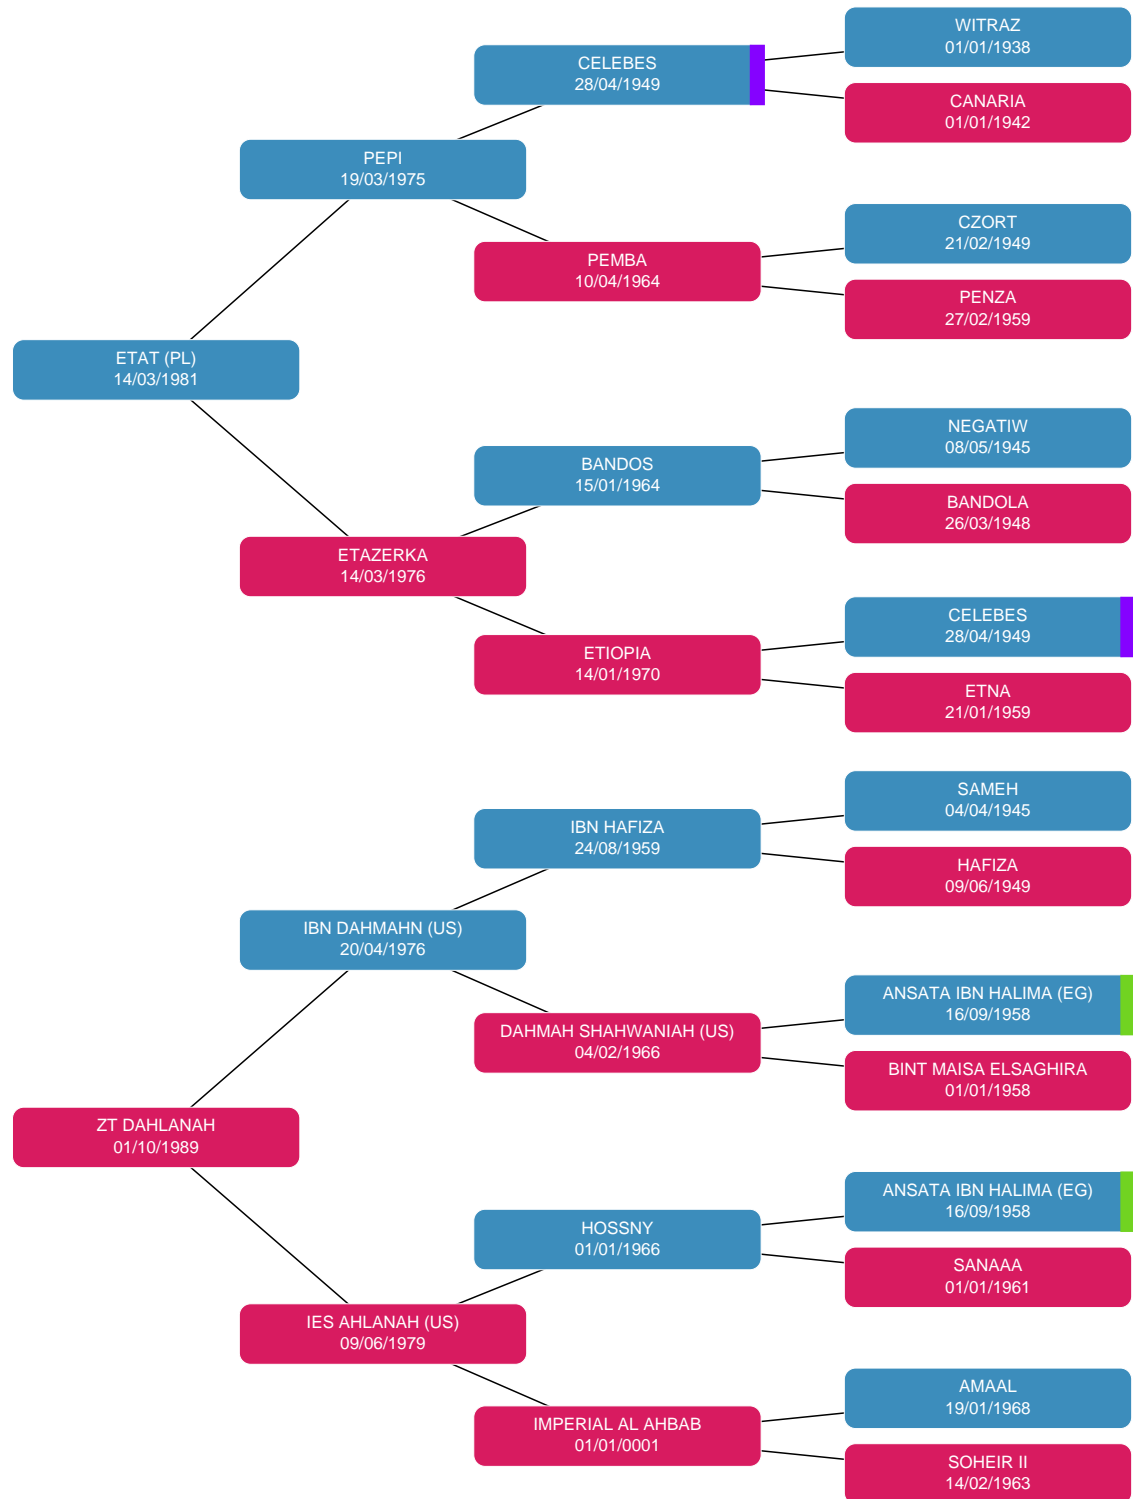 WITRAZ
01/01/1938
CELEBES
28/04/1949
CANARIA
01/01/1942
PEPI
19/03/1975
CZORT
21/02/1949
PEMBA
10/04/1964
PENZA
27/02/1959
ETAT (PL)
14/03/1981
NEGATIW
08/05/1945
BANDOS
15/01/1964
BANDOLA
26/03/1948
ETAZERKA
14/03/1976
CELEBES
28/04/1949
ETIOPIA
14/01/1970
ETNA
21/01/1959
SAMEH
04/04/1945
IBN HAFIZA
24/08/1959
HAFIZA
09/06/1949
IBN DAHMAHN (US)
20/04/1976
ANSATA IBN HALIMA (EG)
16/09/1958
DAHMAH SHAHWANIAH (US)
04/02/1966
BINT MAISA ELSAGHIRA
01/01/1958
ZT DAHLANAH
01/10/1989
ANSATA IBN HALIMA (EG)
16/09/1958
HOSSNY
01/01/1966
SANAAA
01/01/1961
IES AHLANAH (US)
09/06/1979
AMAAL
19/01/1968
IMPERIAL AL AHBAB
01/01/0001
SOHEIR II
14/02/1963